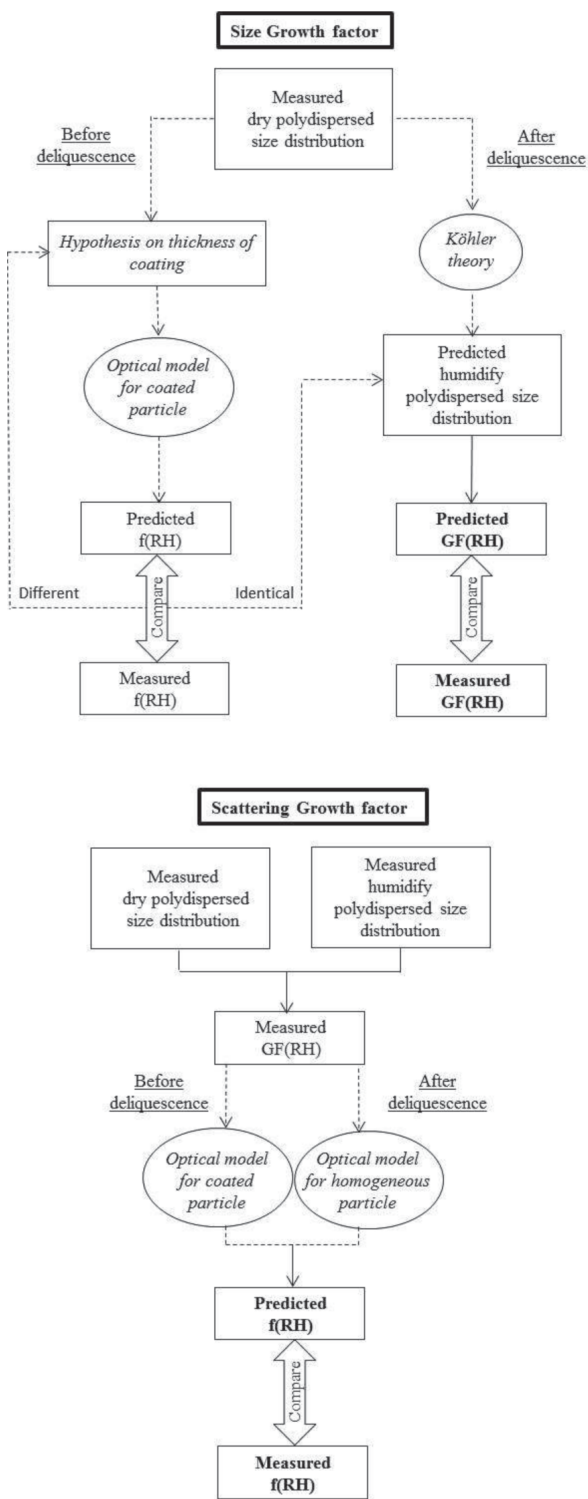 Size Growth factor
Measured
dry polydispersed
size distribution
Before
deliquescence
After
deliquescence
Hypothesis on thickness of
coating
Köhler
theory
Optical model
for coated
particle
Predicted
humidify
polydispersed size
distribution
Predicted
f(RH)
Predicted
GF(RH)
Different
Compare
Identical
Compare
Measured
f(RH)
Measured
GF(RH)
Scattering Growth factor
Measured
dry polydispersed
size distribution
Measured
humidify
polydispersed size
distribution
Measured
GF(RH)
Before
deliquescence
After
deliquescence
Optical model
for coated
particle
Optical model
for homogeneous
particle
Predicted
f(RH)
Compare
Measured
f(RH)